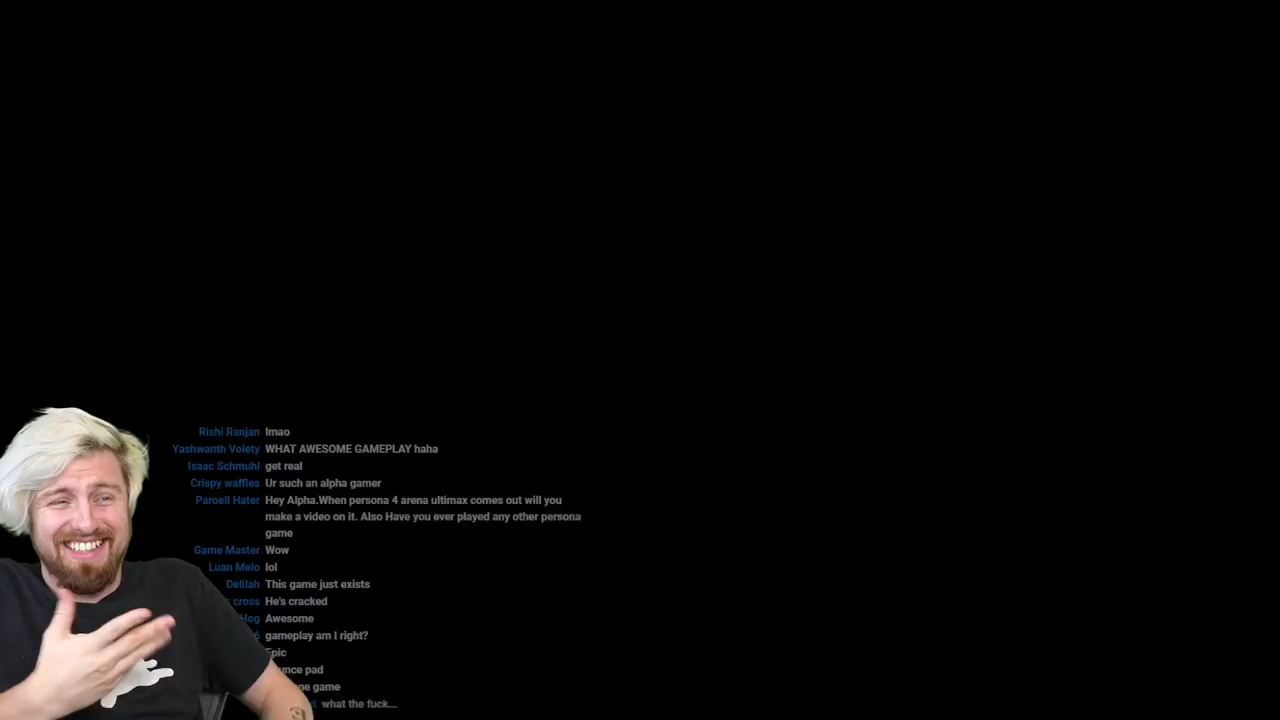 Rishi Ranjan lmao
Yashwanth Volety WHAT AWESOME GAMEPLAY haha
Isaac Schmuhl get real
Crispy waffles Ur such an alpha gamer
Paroell Hater Hey Alpha.When persona 4 arena ultimax comes out will you
make a video on it. Also Have you ever played any other persona
game
Game Master Wow
Luan Melo lol
Delilah This game just exists
cross He's cracked
Hog Awesome
6 gameplay am I right?
Epic
game
what the fuck...